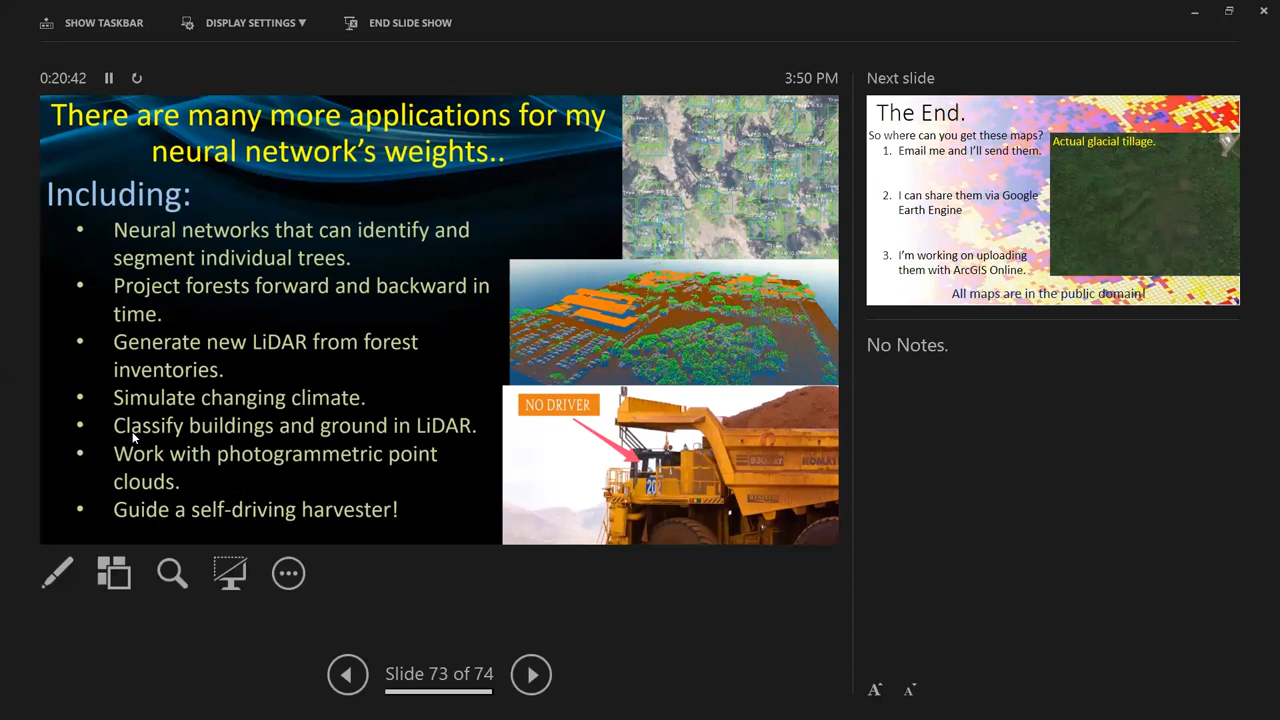 SHOW TASKBAR
DISPLAY SETTINGS ▼
END SLIDE SHOW
0:20:42
3:50 PM
There are many more applications for my
neural network's weights..
Including:
• Neural networks that can identify and
segment individual trees.
• Project forests forward and backward in
time.
• Generate new LiDAR from forest
inventories.
• Simulate changing climate.
• Classify buildings and ground in LiDAR.
• Work with photogrammetric point
clouds.
• Guide a self-driving harvester!
NO DRIVER
Slide 73 of 74
Next slide
The End.
So where can you get these maps?
1. Email me and I'll send them.
2. I can share them via Google
Earth Engine
3. I'm working on uploading
them with ArcGIS Online.
All maps are in the public domain!
Actual glacial tillage.
No Notes.
A A